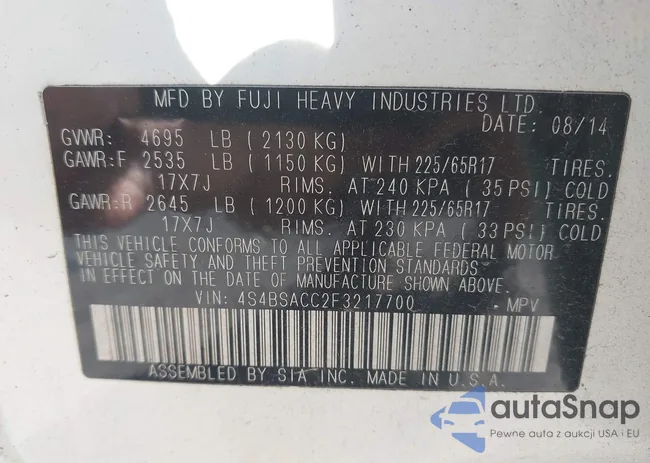 MFD BY FUJI HEAVY INDUSTRIES LTD.
DATE: 08/14
GVWR: 4695 LB (2130 KG)
GAWR:F 2535 LB (1150 KG) WITH 225/65R17 TIRES.
17X7J RIMS. AT 240 KPA (35 PSI) COLD
GAWR:R 2645 LB (1200 KG) WITH 225/65R17 TIRES.
17X7J RIMS. AT 230 KPA (33 PSI) COLD
THIS VEHICLE CONFORMS TO ALL APPLICABLE FEDERAL MOTOR
VEHICLE SAFETY AND THEFT PREVENTION STANDARDS
IN EFFECT ON THE DATE OF MANUFACTURE SHOWN ABOVE.
VIN: 4S4BSACC2F3217700 MPV
ASSEMBLED BY SIA INC. MADE IN U.S.A.
autaSnap
Pewne auta z aukcji USA i EU